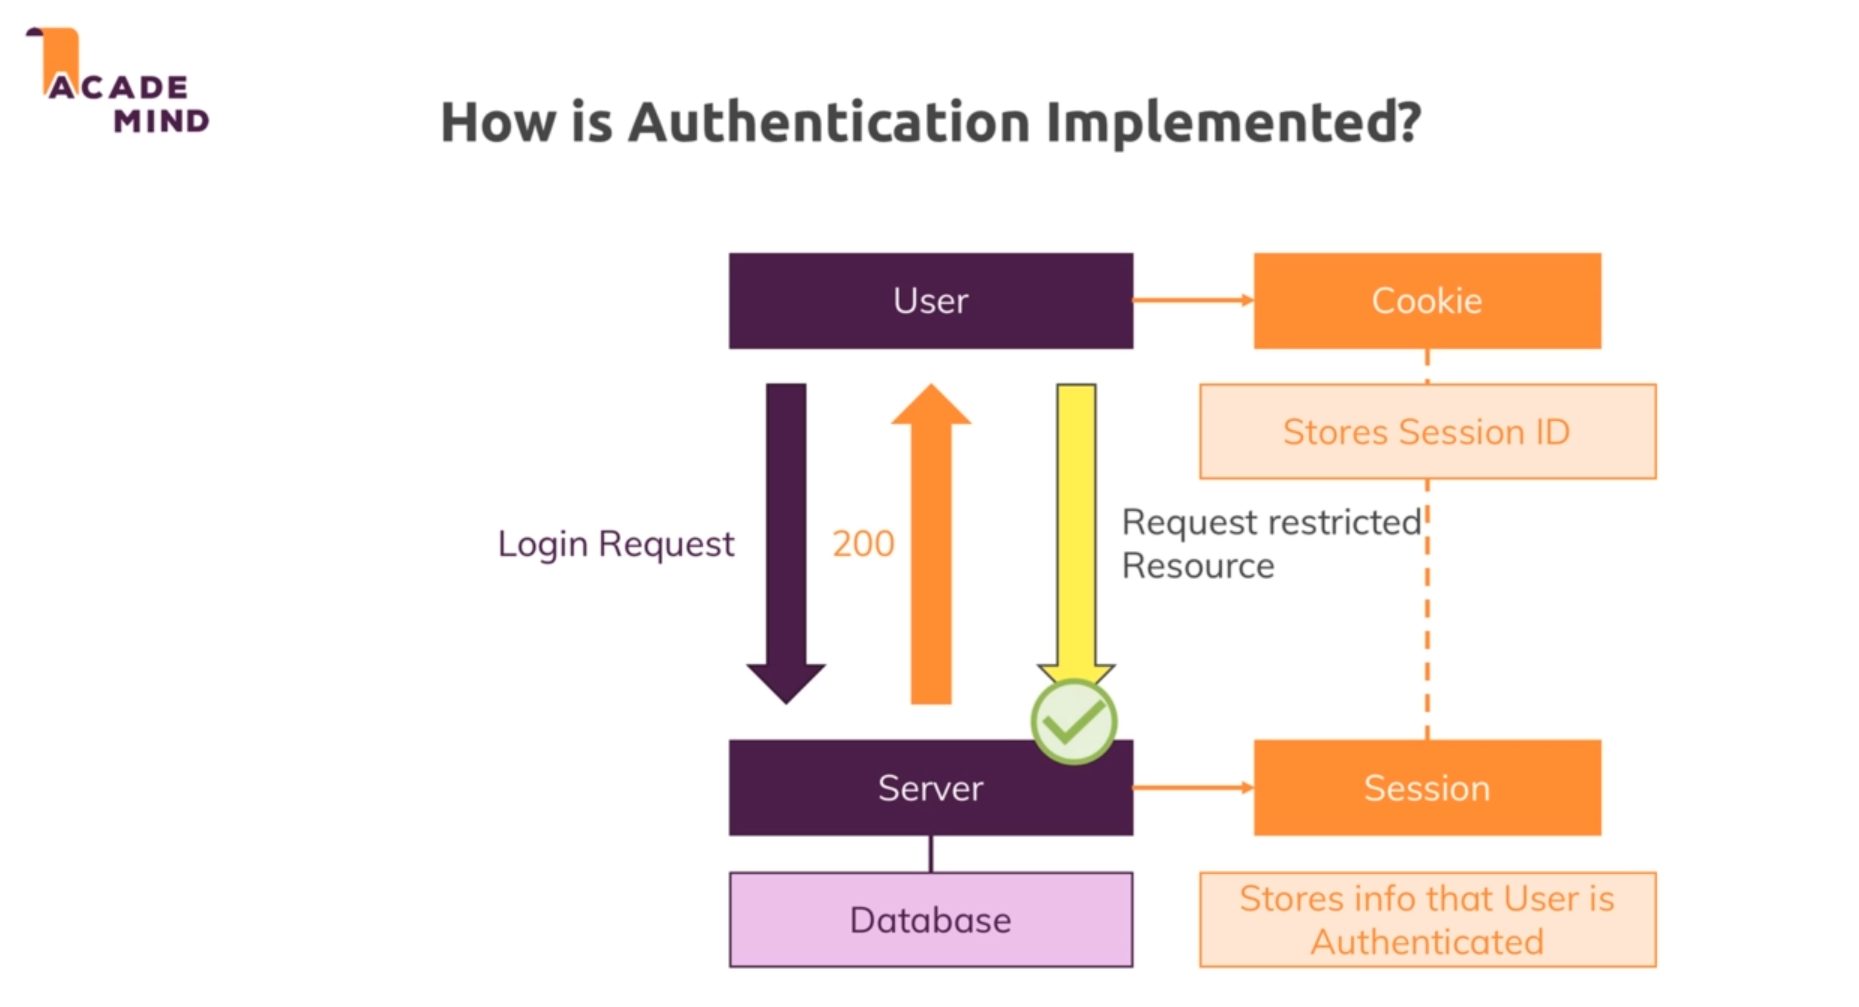 ACADE
MIND
How is Authentication Implemented?
User
Cookie
Stores Session ID
Login Request
200
Request restricted
Resource
Server
Session
Database
Stores info that User is
Authenticated